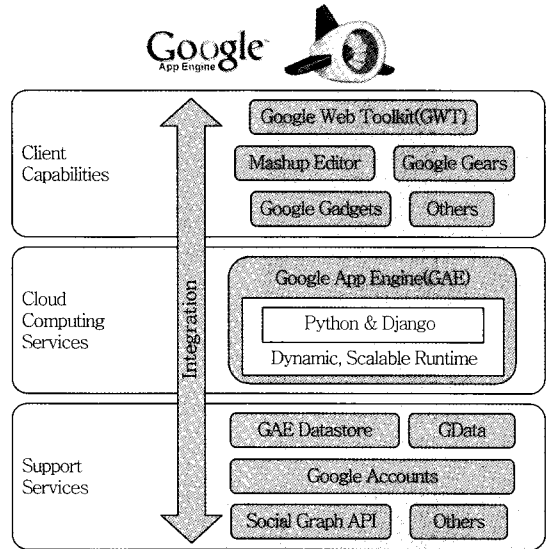 Google™
App Engine
Client
Capabilities
Google Web Toolkit(GWT)
Mashup Editor
Google Gears
Google Gadgets
Others
Integration
Cloud
Computing
Services
Google App Engine(GAE)
Python & Django
Dynamic, Scalable Runtime
Support
Services
GAE Datastore
GData
Google Accounts
Social Graph API
Others